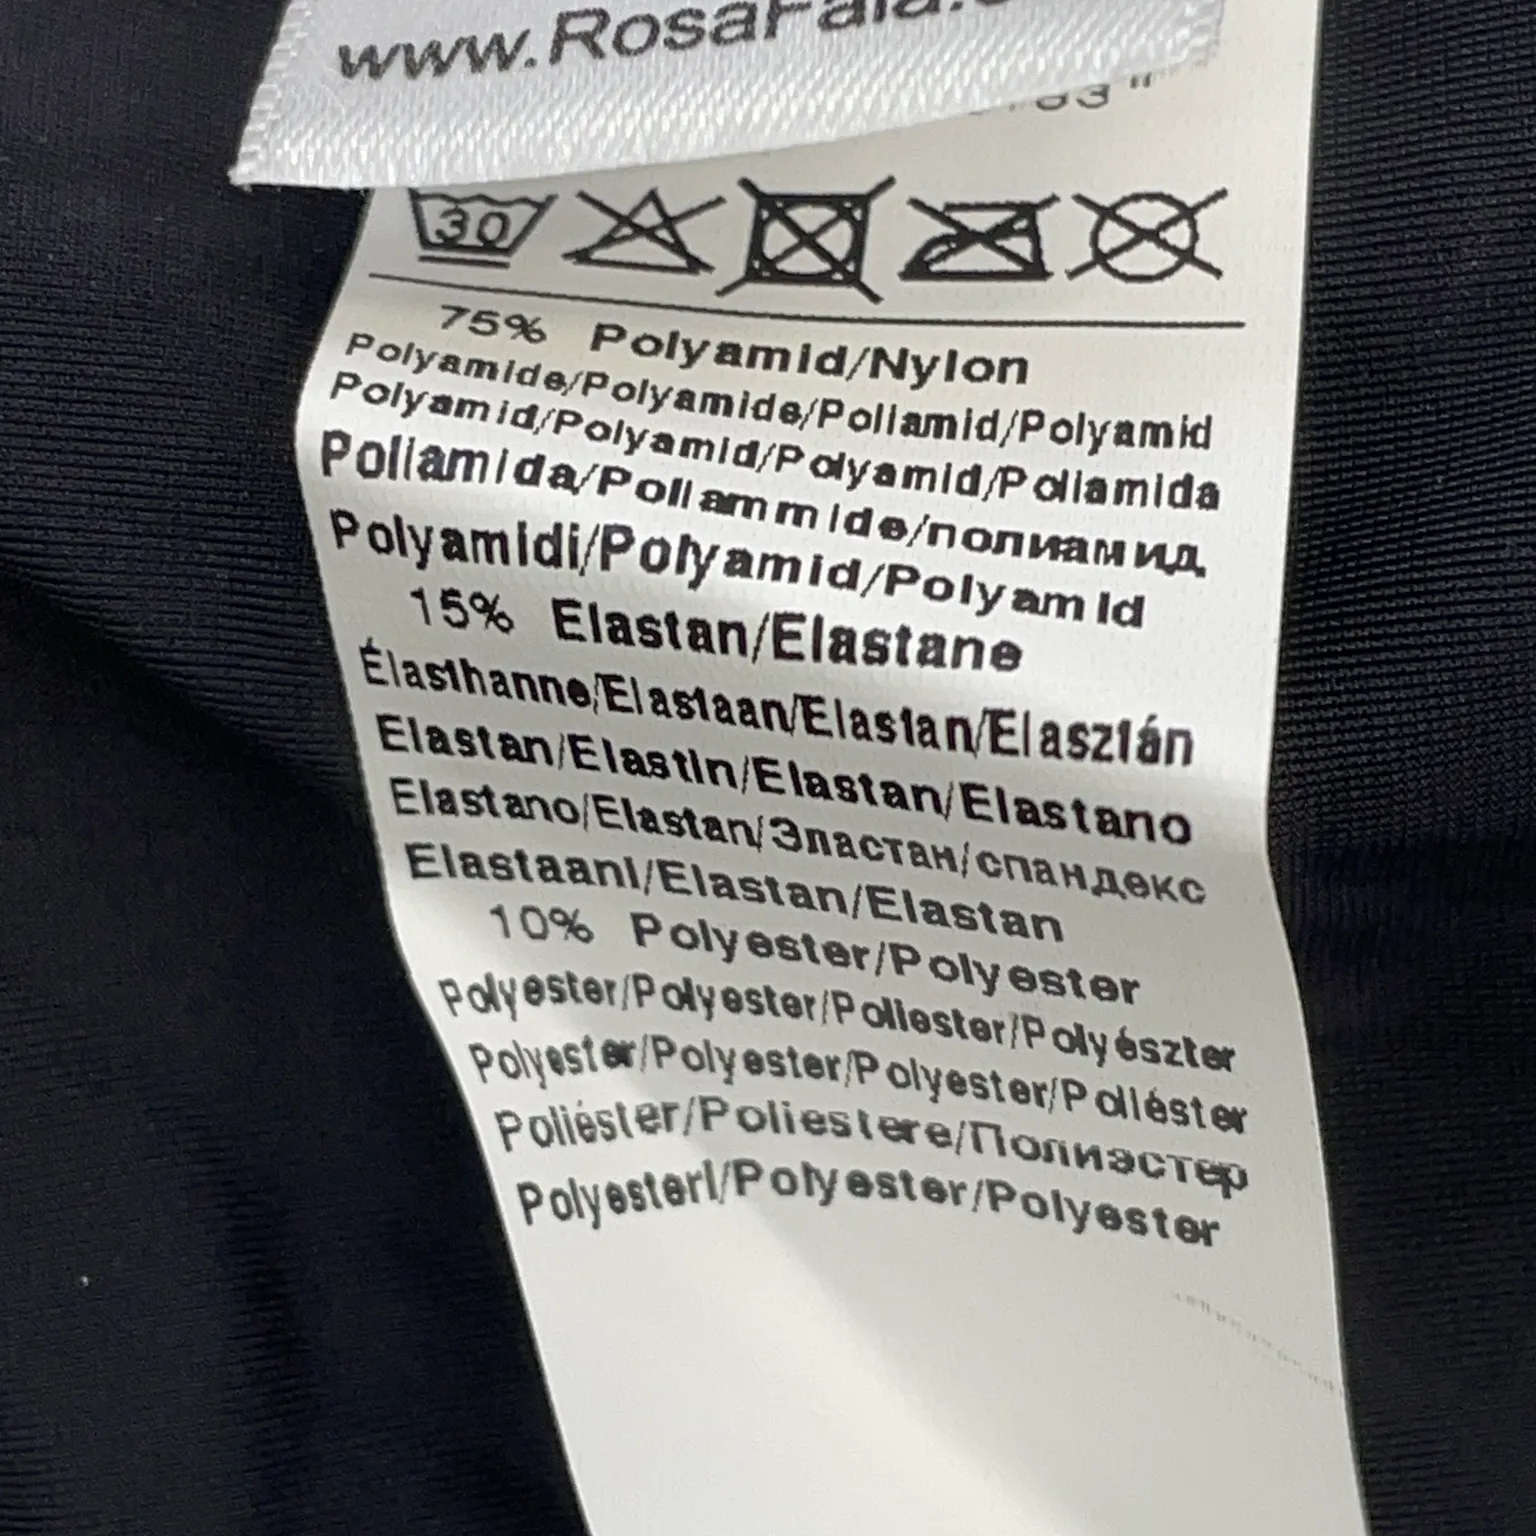 www.RosaFaia.
30
75% Polyamid/Nylon
Polyamide/Polyamide/Poliamid/Polyamid
Polyamid/Polyamid/Polyamid/Poliamida
Poliamida/Poliammide/полиамид
Polyamidi/Polyamid/Polyamid
15% Elastan/Elastane
Élasthanne/Elastaan/Elastan/Elasztán
Elastan/Elastin/Elastan/Elastano
Elastano/Elastan/Эластан/спандекс
Elastaani/Elastan/Elastan
10% Polyester/Polyester
Polyester/Polyester/Poliester/Polyészter
Polyester/Polyester/Polyester/Poliéster
Poliéster/Poliestere/Полиэстер
Polyesteri/Polyester/Polyester